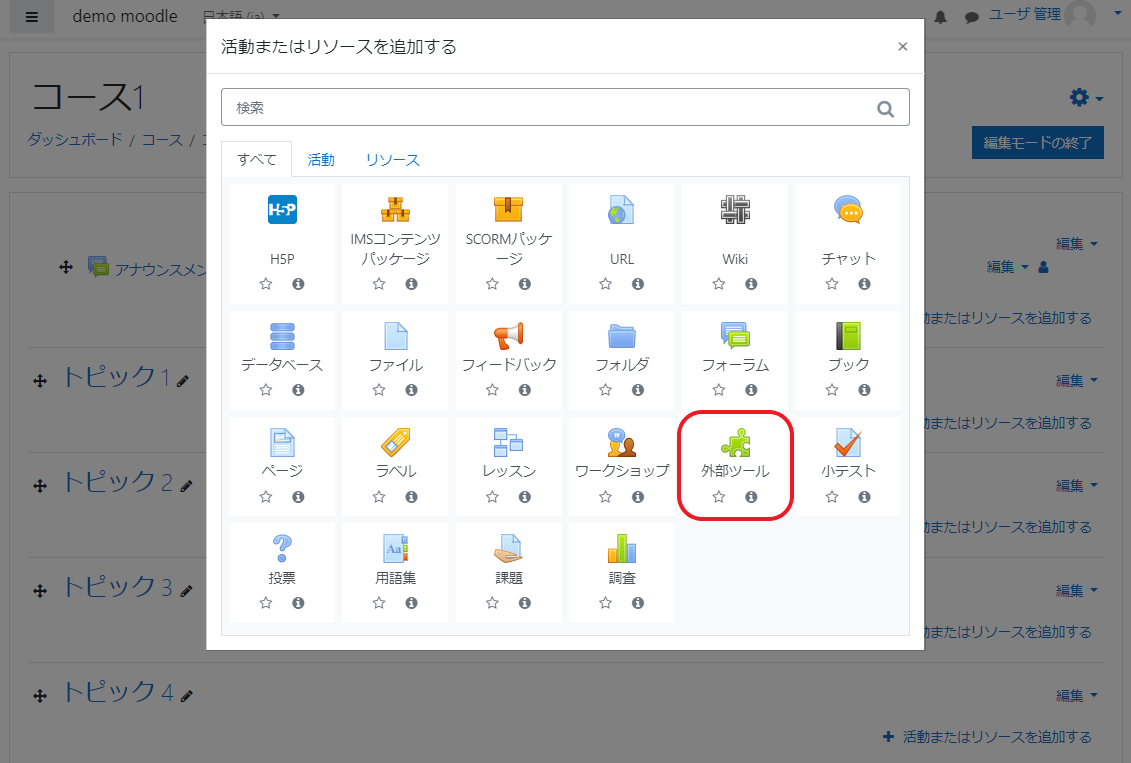 demo moodle
日本語 (ja)
ユーザ 管理
コース1
ダッシュボード / コース /
編集モードの終了
活動またはリソースを追加する
×
検索
すべて
活動
リソース
H5P
H5P
IMSコンテンツ
パッケージ
SCORMパッケ
ージ
URL
Wiki
チャット
データベース
ファイル
フィードバック
フォルダ
フォーラム
ブック
ページ
ラベル
レッスン
ワークショップ
外部ツール
小テスト
投票
Aa
用語集
課題
調査
アナウンスメン
編集
編集
動またはリソースを追加する
トピック 1
編集
動またはリソースを追加する
トピック 2
編集
動またはリソースを追加する
トピック 3
編集
動またはリソースを追加する
トピック 4
編集
+ 活動またはリソースを追加する